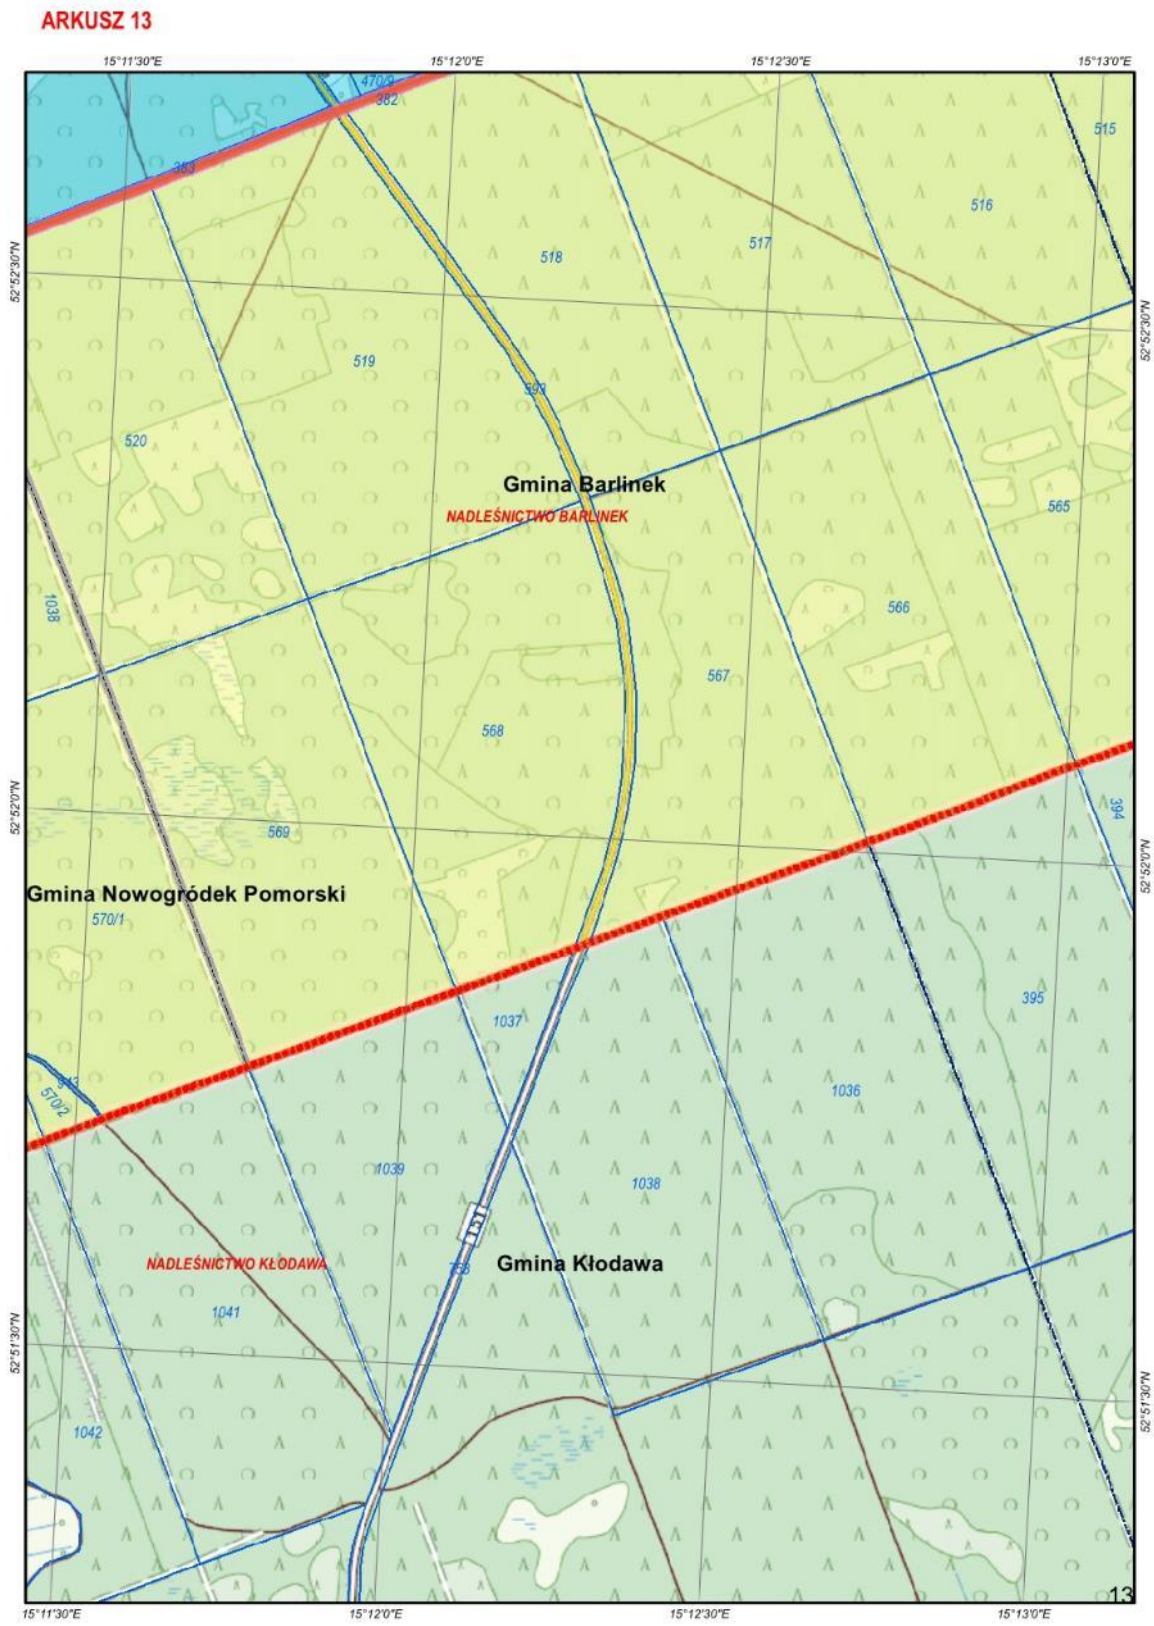 ARKUSZ 13
15°11'30"E
15°12'0"E
15°12'30"E
15°13'0"E
470/9
382
515
383
516
517
518
52°52'30"N
52°52'30"N
519
593
520
Gmina Barlinek
NADLEŚNICTWO BARLINEK
565
1038
566
567
568
52°52'0"N
394
569
52°52'0"N
Gmina Nowogródek Pomorski
570/1
395
1037
570/2
1036
1039
1038
151
NADLEŚNICTWO KŁODAWA
Gmina Kłodawa
1041
52°51'30"N
52°51'30"N
1042
13
15°11'30"E
15°12'0"E
15°12'30"E
15°13'0"E